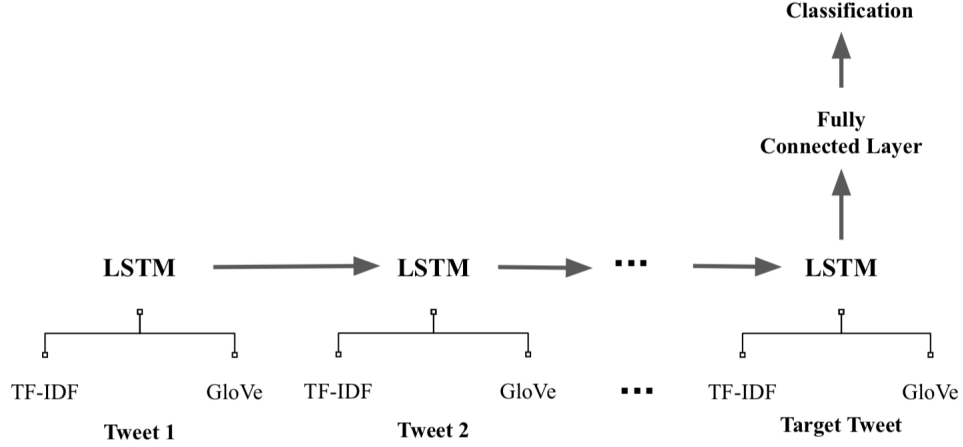 Classification
Fully
Connected Layer
LSTM LSTM ... LSTM
TF-IDF GloVe TF-IDF GloVe ... TF-IDF GloVe
Tweet 1 Tweet 2 Target Tweet